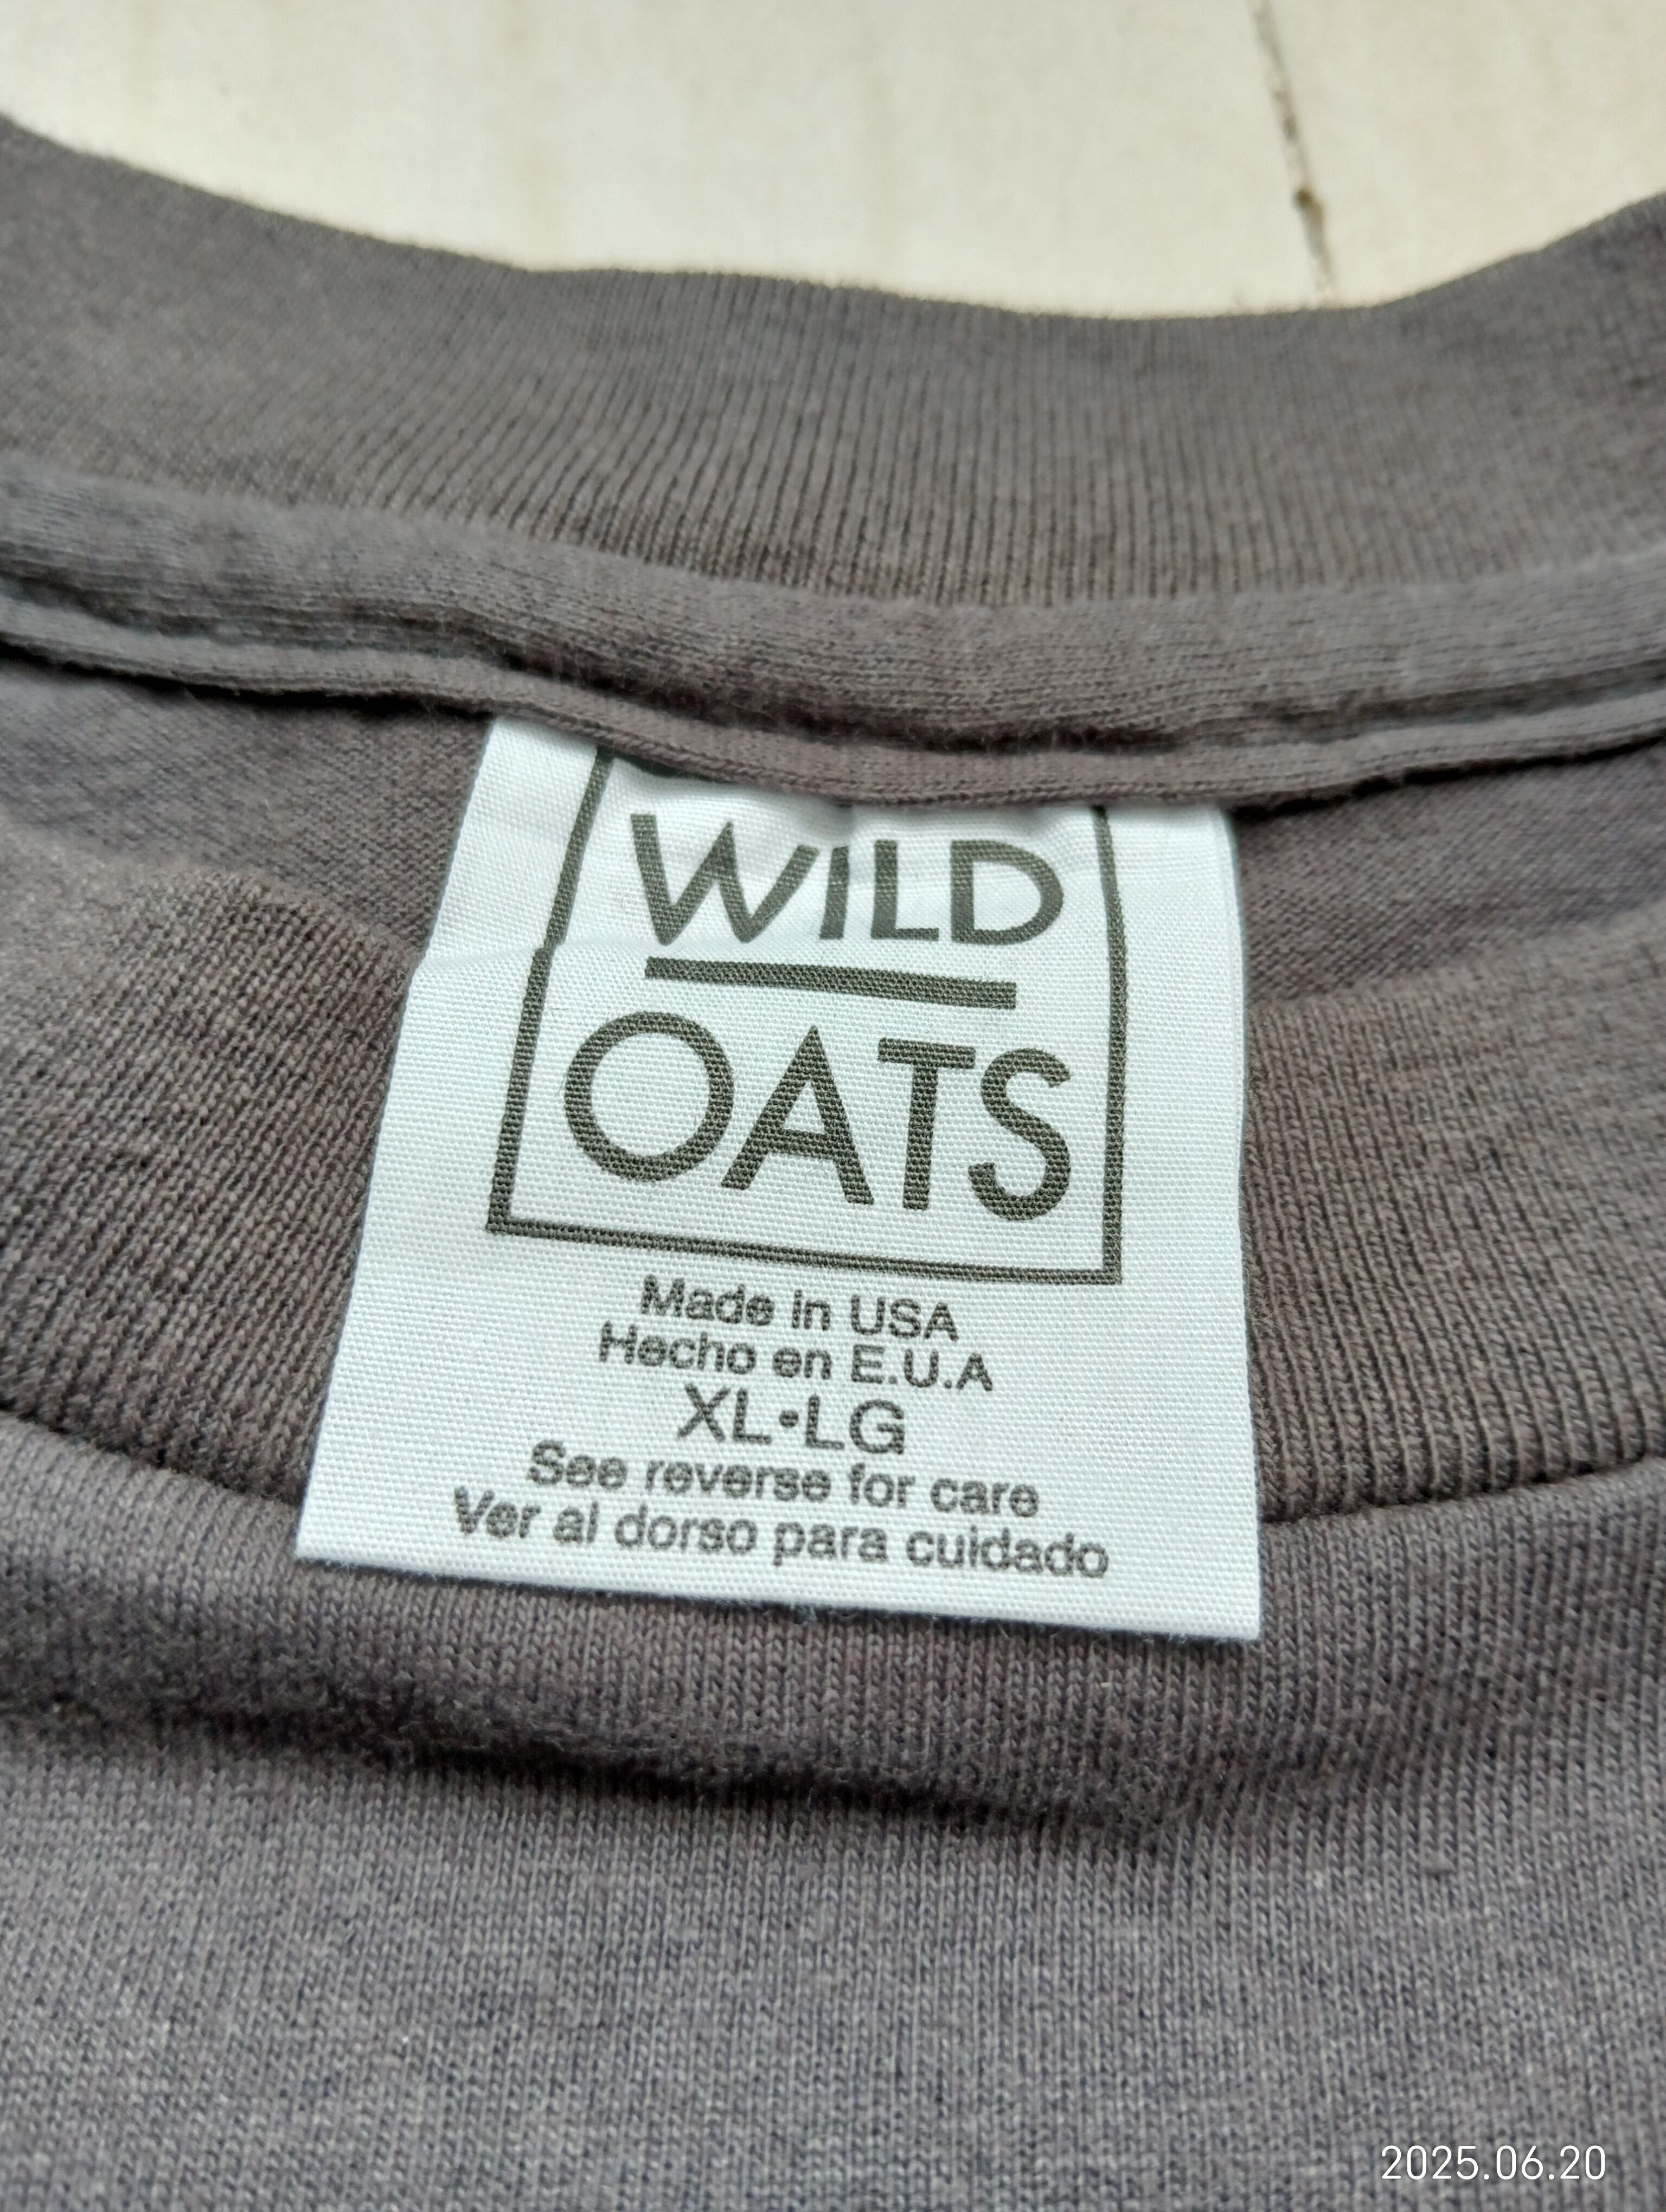 WILD
OATS
Made in USA
Hecho en E.U.A
XL•LG
See reverse for care
Ver al dorso para cuidado
2025.06.20